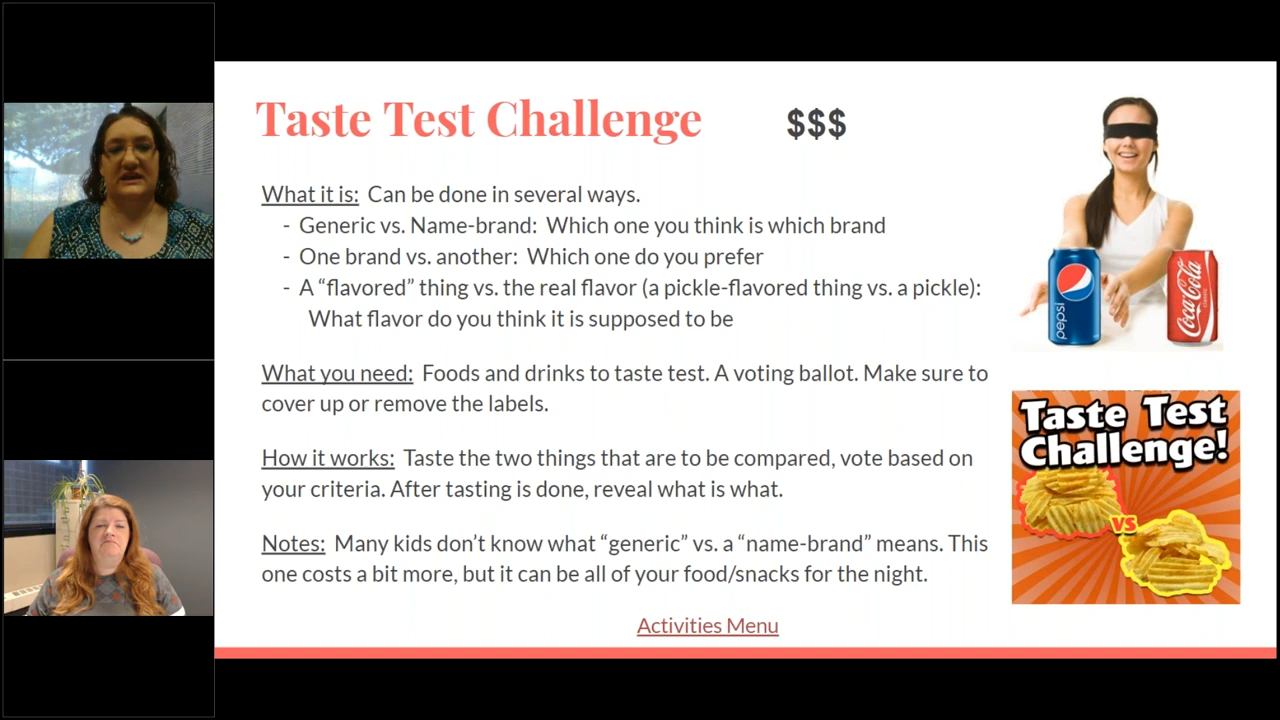 Taste Test Challenge $$$
What it is: Can be done in several ways.
- Generic vs. Name-brand: Which one you think is which brand
- One brand vs. another: Which one do you prefer
- A “flavored” thing vs. the real flavor (a pickle-flavored thing vs. a pickle):
What flavor do you think it is supposed to be
What you need: Foods and drinks to taste test. A voting ballot. Make sure to
cover up or remove the labels.
How it works: Taste the two things that are to be compared, vote based on
your criteria. After tasting is done, reveal what is what.
Notes: Many kids don’t know what “generic” vs. a “name-brand” means. This
one costs a bit more, but it can be all of your food/snacks for the night.
Activities Menu
pepsi
Coca-Cola
Taste Test
Challenge!
VS